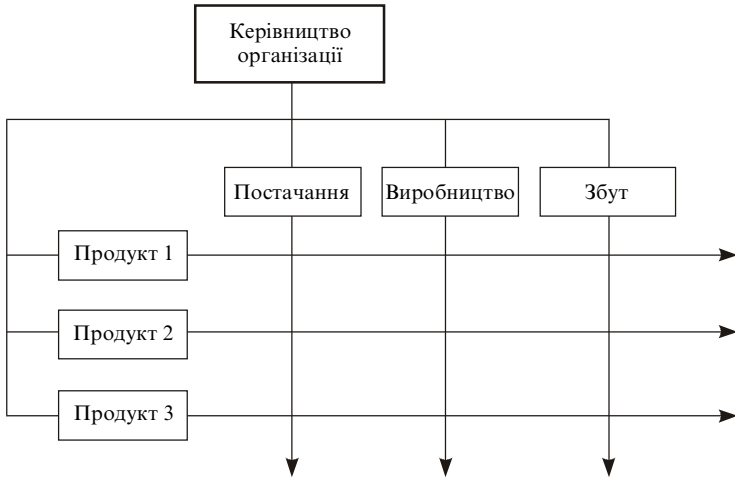 Керівництво
організації
Постачання
Виробництво
Збут
Продукт 1
Продукт 2
Продукт 3